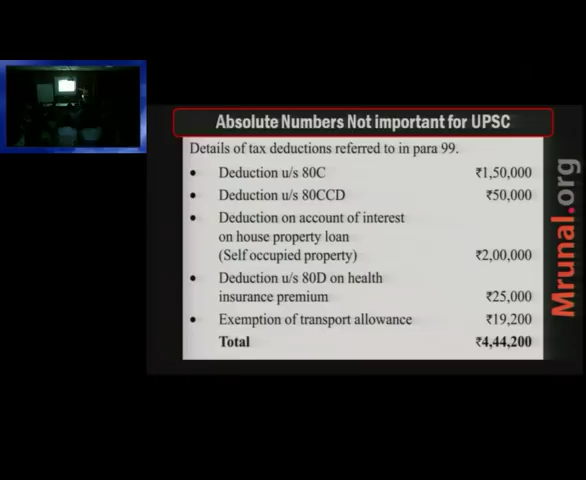 Absolute Numbers Not important for UPSC
Details of tax deductions referred to in para 99.
• Deduction u/s 80C ₹1,50,000
• Deduction u/s 80CCD ₹50,000
• Deduction on account of interest
on house property loan
(Self occupied property) ₹2,00,000
• Deduction u/s 80D on health
insurance premium ₹25,000
• Exemption of transport allowance ₹19,200
Total ₹4,44,200
Mrunal.org